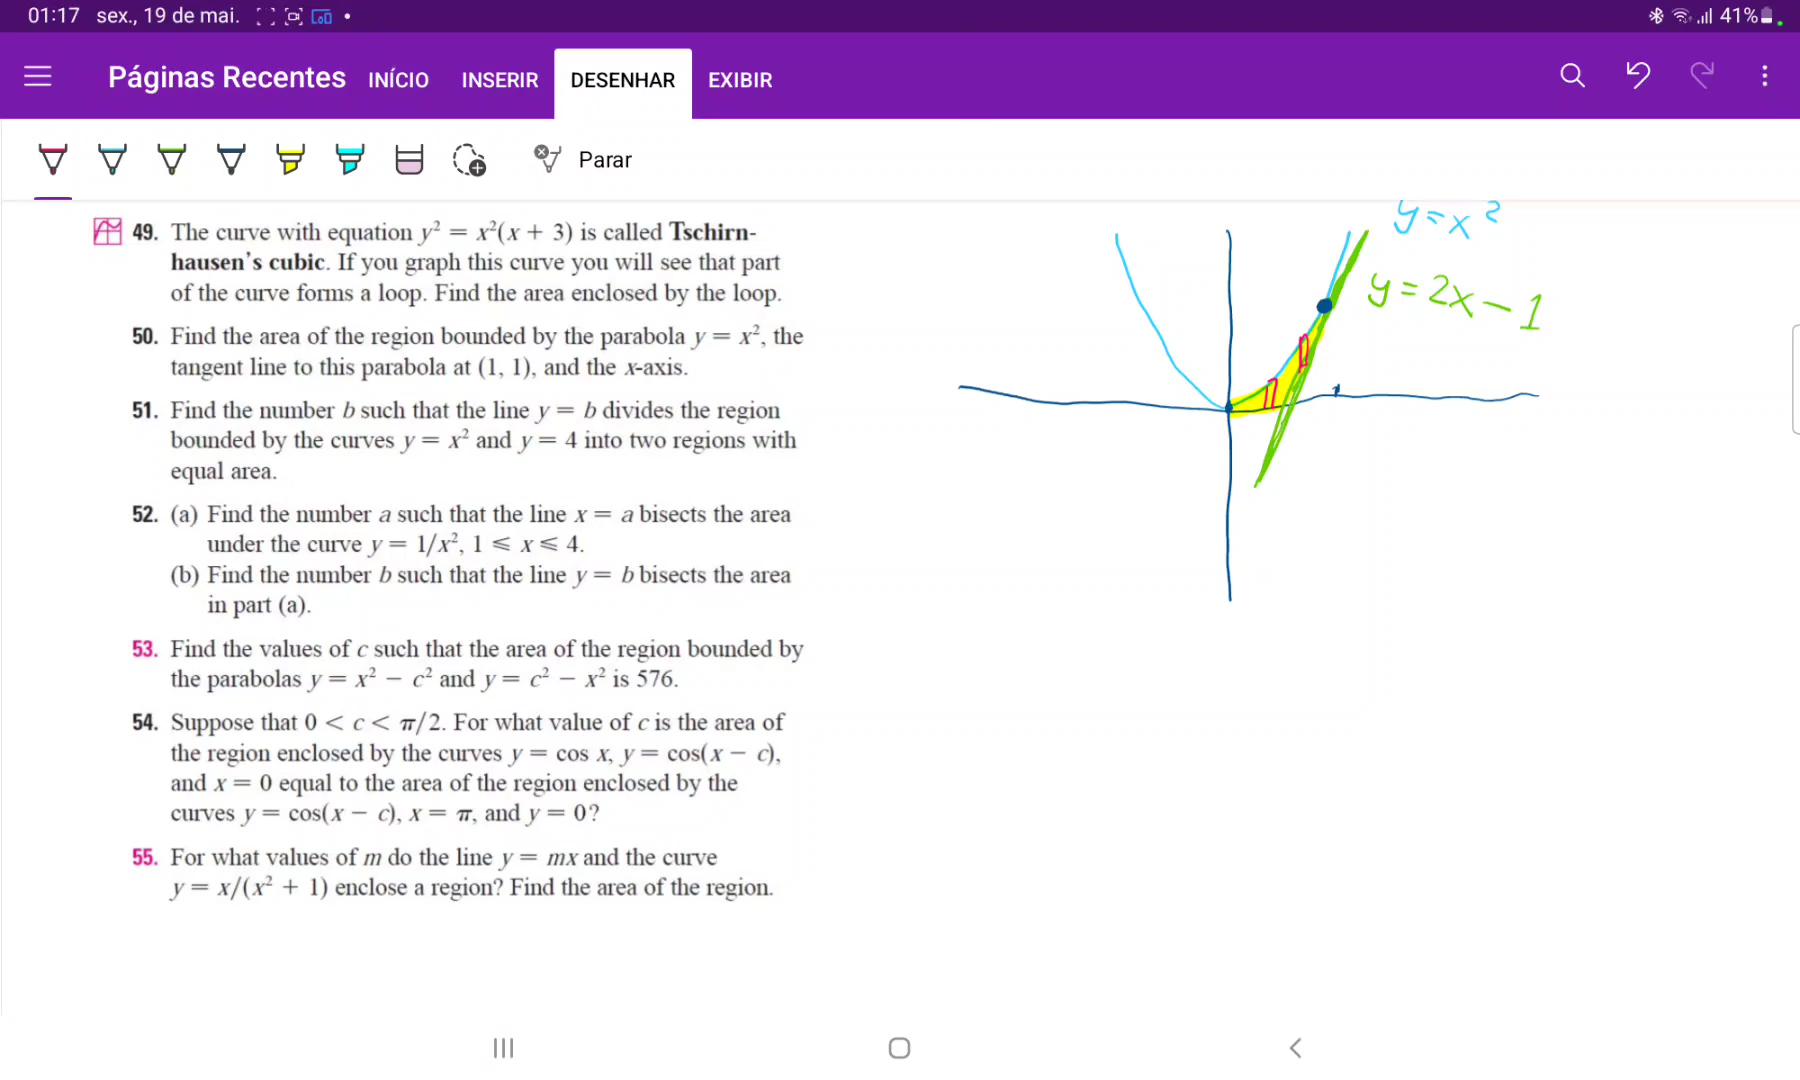 01:17 sex., 19 de mai.
41%
Páginas Recentes INÍCIO INSERIR DESENHAR EXIBIR
Parar
49. The curve with equation y² = x²(x + 3) is called Tschirn-
hausen's cubic. If you graph this curve you will see that part
of the curve forms a loop. Find the area enclosed by the loop.
50. Find the area of the region bounded by the parabola y = x², the
tangent line to this parabola at (1, 1), and the x-axis.
51. Find the number b such that the line y = b divides the region
bounded by the curves y = x² and y = 4 into two regions with
equal area.
52. (a) Find the number a such that the line x = a bisects the area
under the curve y = 1/x², 1 ⩽ x ⩽ 4.
(b) Find the number b such that the line y = b bisects the area
in part (a).
53. Find the values of c such that the area of the region bounded by
the parabolas y = x² − c² and y = c² − x² is 576.
54. Suppose that 0 < c < π/2. For what value of c is the area of
the region enclosed by the curves y = cos x, y = cos(x − c),
and x = 0 equal to the area of the region enclosed by the
curves y = cos(x − c), x = π, and y = 0?
55. For what values of m do the line y = mx and the curve
y = x/(x² + 1) enclose a region? Find the area of the region.
y = x²
y = 2x − 1